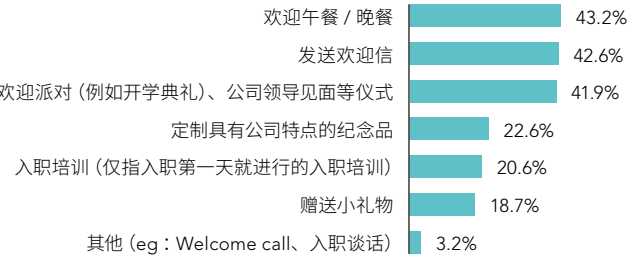 欢迎午餐 / 晚餐 43.2%
发送欢迎信 42.6%
欢迎派对（例如开学典礼）、公司领导见面等仪式 41.9%
定制具有公司特点的纪念品 22.6%
入职培训（仅指入职第一天就进行的入职培训） 20.6%
赠送小礼物 18.7%
其他（eg：Welcome call、入职谈话） 3.2%